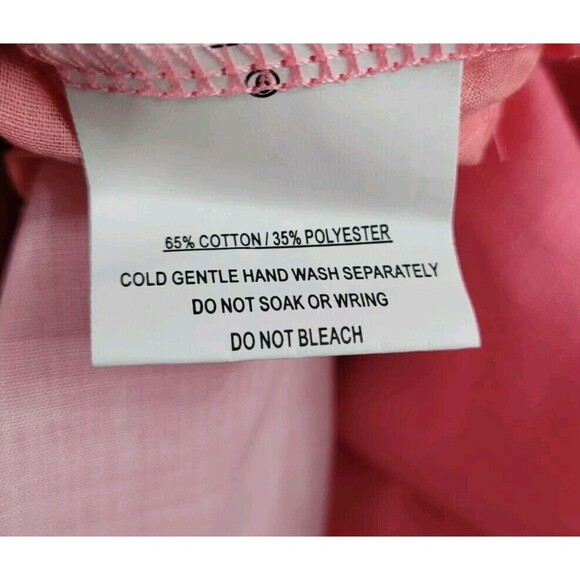 65% COTTON / 35% POLYESTER
COLD GENTLE HAND WASH SEPARATELY
DO NOT SOAK OR WRING
DO NOT BLEACH